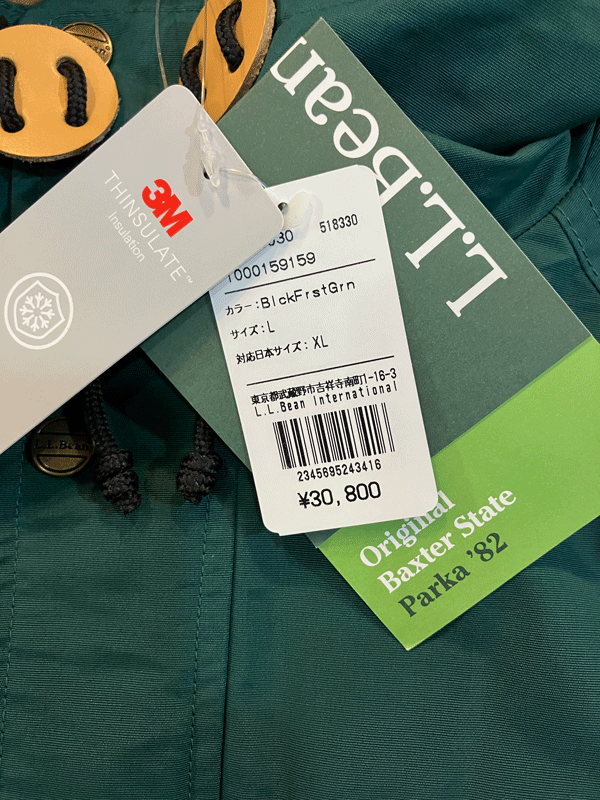 3M
THINSULATE™
Insulation
L.L.Bean
518330
1000159159
カラー:BlckFrstGrn
サイズ:L
対応日本サイズ:XL
東京都武蔵野市吉祥寺南町1-16-3
L.L.Bean International
2345695243416
¥30,800
Original
Baxter State
Parka '82
L.L.Bean